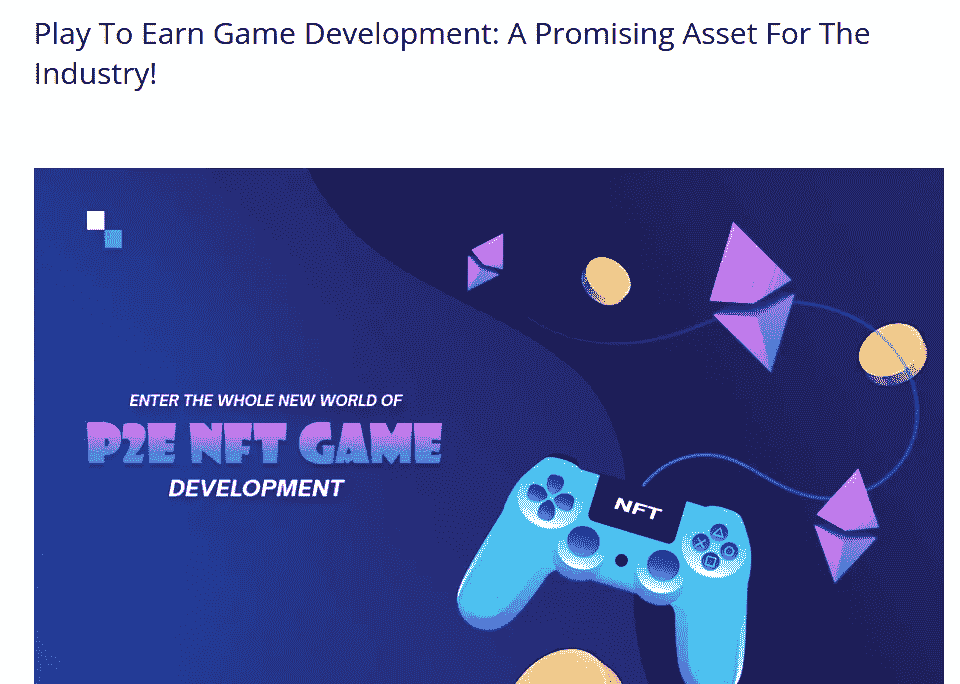 Play To Earn Game Development: A Promising Asset For The
Industry!
ENTER THE WHOLE NEW WORLD OF
P2E NFT GAME
DEVELOPMENT
NFT